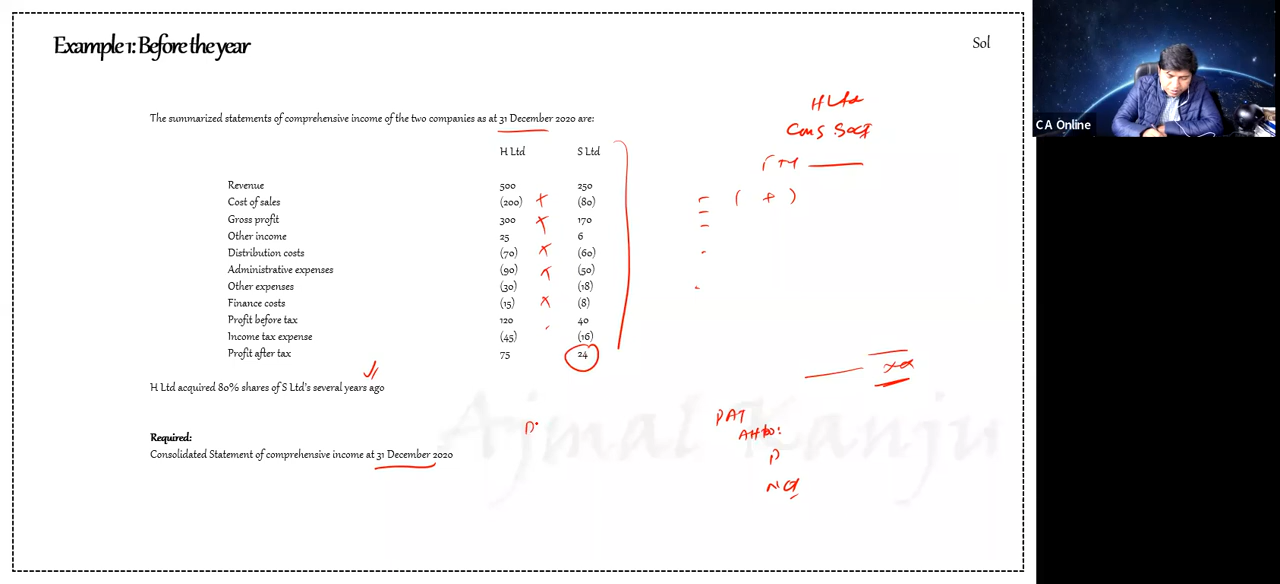 Example 1: Before the year
Sol
The summarized statements of comprehensive income of the two companies as at 31 December 2020 are:
H Ltd S Ltd
Revenue 500 250
Cost of sales (200) (80)
Gross profit 300 170
Other income 25 6
Distribution costs (70) (60)
Administrative expenses (90) (50)
Other expenses (30) (18)
Finance costs (15) (8)
Profit before tax 120 40
Income tax expense (45) (16)
Profit after tax 75 24
H Ltd acquired 80% shares of S Ltd's several years ago
Required:
Consolidated Statement of comprehensive income at 31 December 2020
H Ltd
Cons SoCI
( + )
PAT
P
NCI
Ajmal Kanju
C A Online